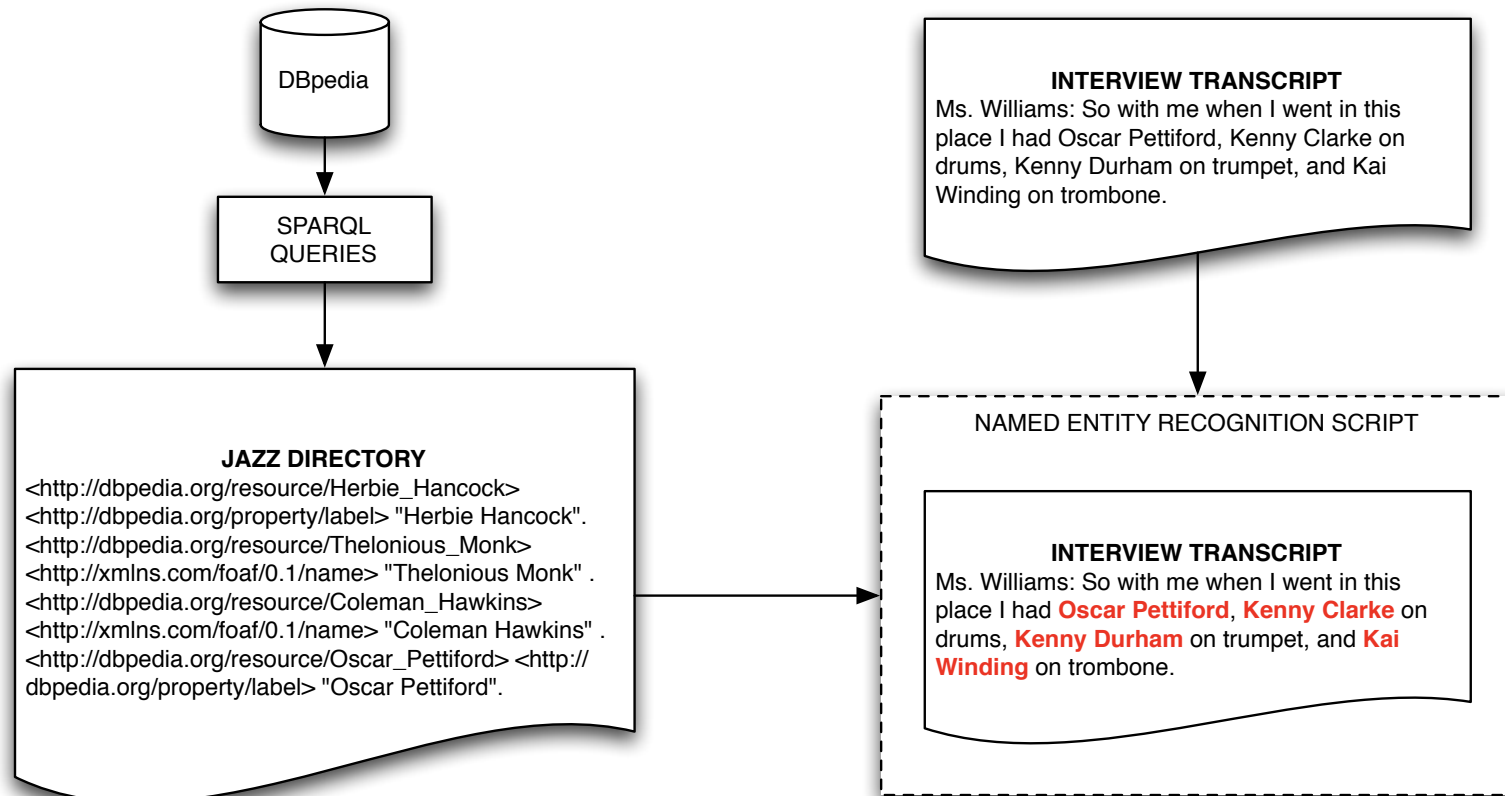 DBpedia
SPARQL
QUERIES
JAZZ DIRECTORY
<http://dbpedia.org/resource/Herbie_Hancock>
<http://dbpedia.org/property/label> "Herbie Hancock".
<http://dbpedia.org/resource/Thelonious_Monk>
<http://xmlns.com/foaf/0.1/name> "Thelonious Monk" .
<http://dbpedia.org/resource/Coleman_Hawkins>
<http://xmlns.com/foaf/0.1/name> "Coleman Hawkins" .
<http://dbpedia.org/resource/Oscar_Pettiford> <http://
dbpedia.org/property/label> "Oscar Pettiford".
INTERVIEW TRANSCRIPT
Ms. Williams: So with me when I went in this
place I had Oscar Pettiford, Kenny Clarke on
drums, Kenny Durham on trumpet, and Kai
Winding on trombone.
NAMED ENTITY RECOGNITION SCRIPT
INTERVIEW TRANSCRIPT
Ms. Williams: So with me when I went in this
place I had Oscar Pettiford, Kenny Clarke on
drums, Kenny Durham on trumpet, and Kai
Winding on trombone.